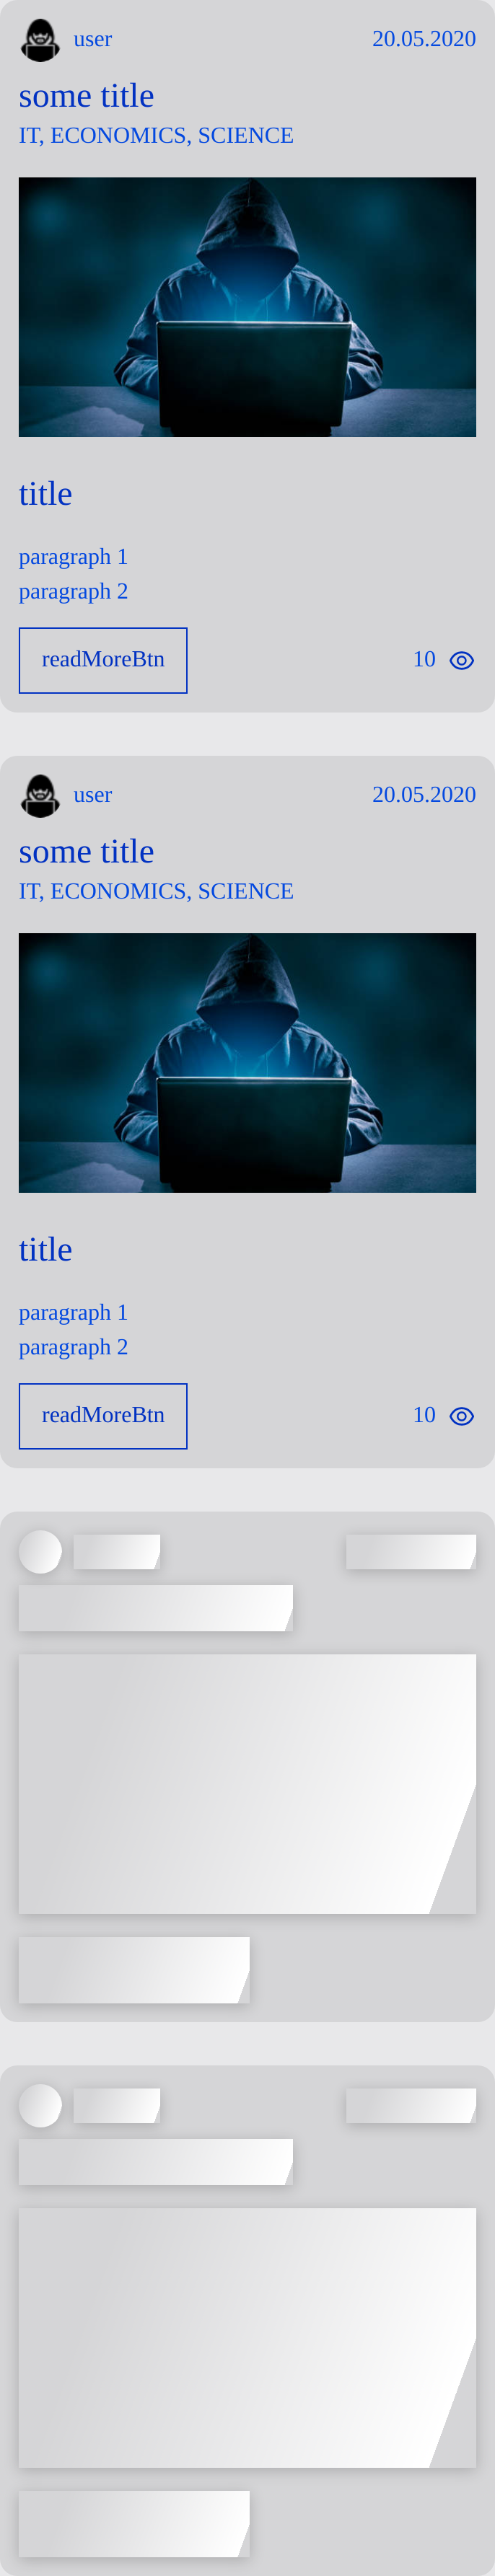 user 20.05.2020
some title
IT, ECONOMICS, SCIENCE
title
paragraph 1
paragraph 2
readMoreBtn 10
user 20.05.2020
some title
IT, ECONOMICS, SCIENCE
title
paragraph 1
paragraph 2
readMoreBtn 10